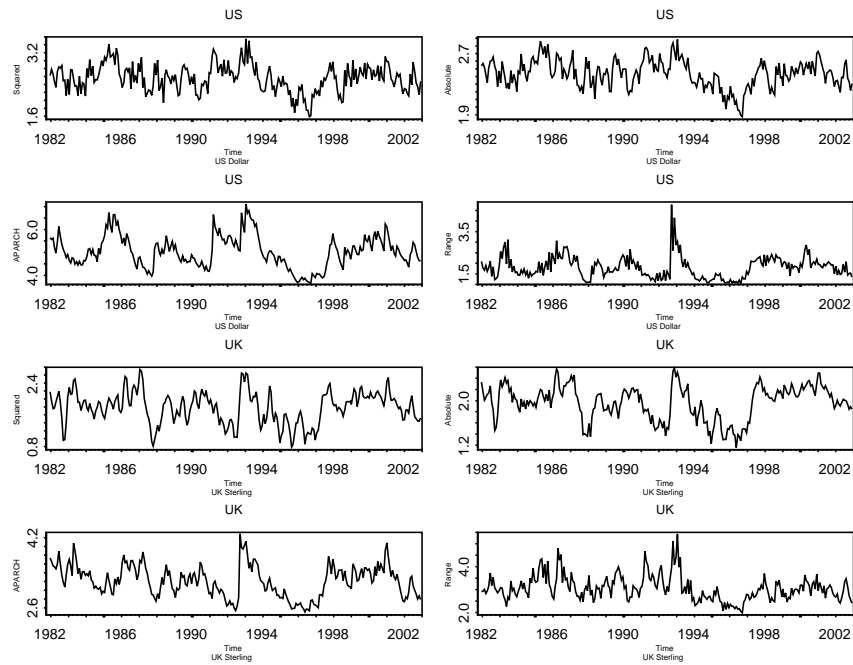 US
US
Squared
3.2
1.6
1982 1986 1990 1994 1998 2002
Time
US Dollar
Absolute
2.7
1.9
1982 1986 1990 1994 1998 2002
Time
US Dollar
US
US
APARCH
6.0
4.0
1982 1986 1990 1994 1998 2002
Time
US Dollar
Range
3.5
1.5
1982 1986 1990 1994 1998 2002
Time
US Dollar
UK
UK
Squared
2.4
0.8
1982 1986 1990 1994 1998 2002
Time
UK Sterling
Absolute
2.0
1.2
1982 1986 1990 1994 1998 2002
Time
UK Sterling
UK
UK
APARCH
4.2
2.6
1982 1986 1990 1994 1998 2002
Time
UK Sterling
Range
4.0
2.0
1982 1986 1990 1994 1998 2002
Time
UK Sterling